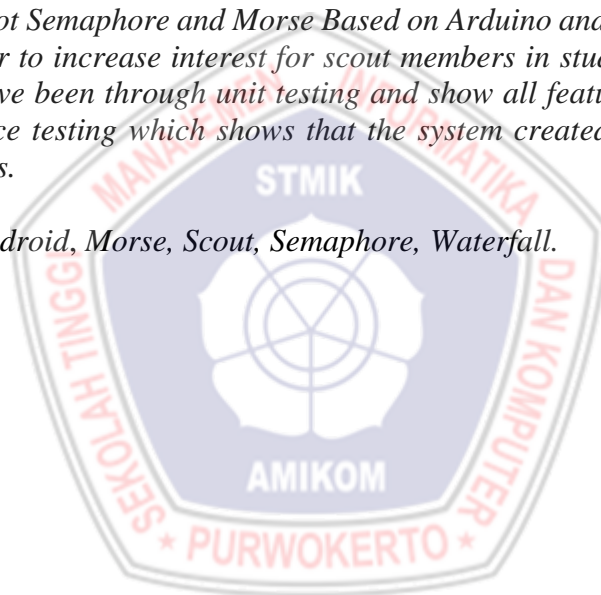 ot Semaphore and Morse Based on Arduino and
r to increase interest for scout members in stu
ve been through unit testing and show all featu
ce testing which shows that the system created
s.
droid, Morse, Scout, Semaphore, Waterfall.
SEKOLAH TINGGI MANAJEMEN INFORMATIKA DAN KOMPUTER
STMIK
AMIKOM
* PURWOKERTO *